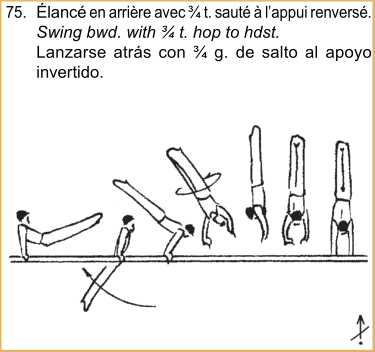 75. Élancé en arrière avec ¾ t. sauté à l'appui renversé.
Swing bwd. with ¾ t. hop to hdst.
Lanzarse atrás con ¾ g. de salto al apoyo
invertido.